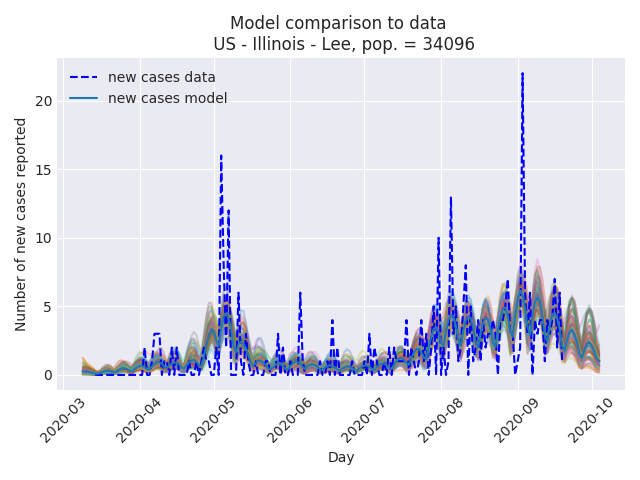 Model comparison to data
US - Illinois - Lee, pop. = 34096
new cases data
new cases model
Number of new cases reported
20
15
10
5
0
2020-03
2020-04
2020-05
2020-06
2020-07
2020-08
2020-09
2020-10
Day